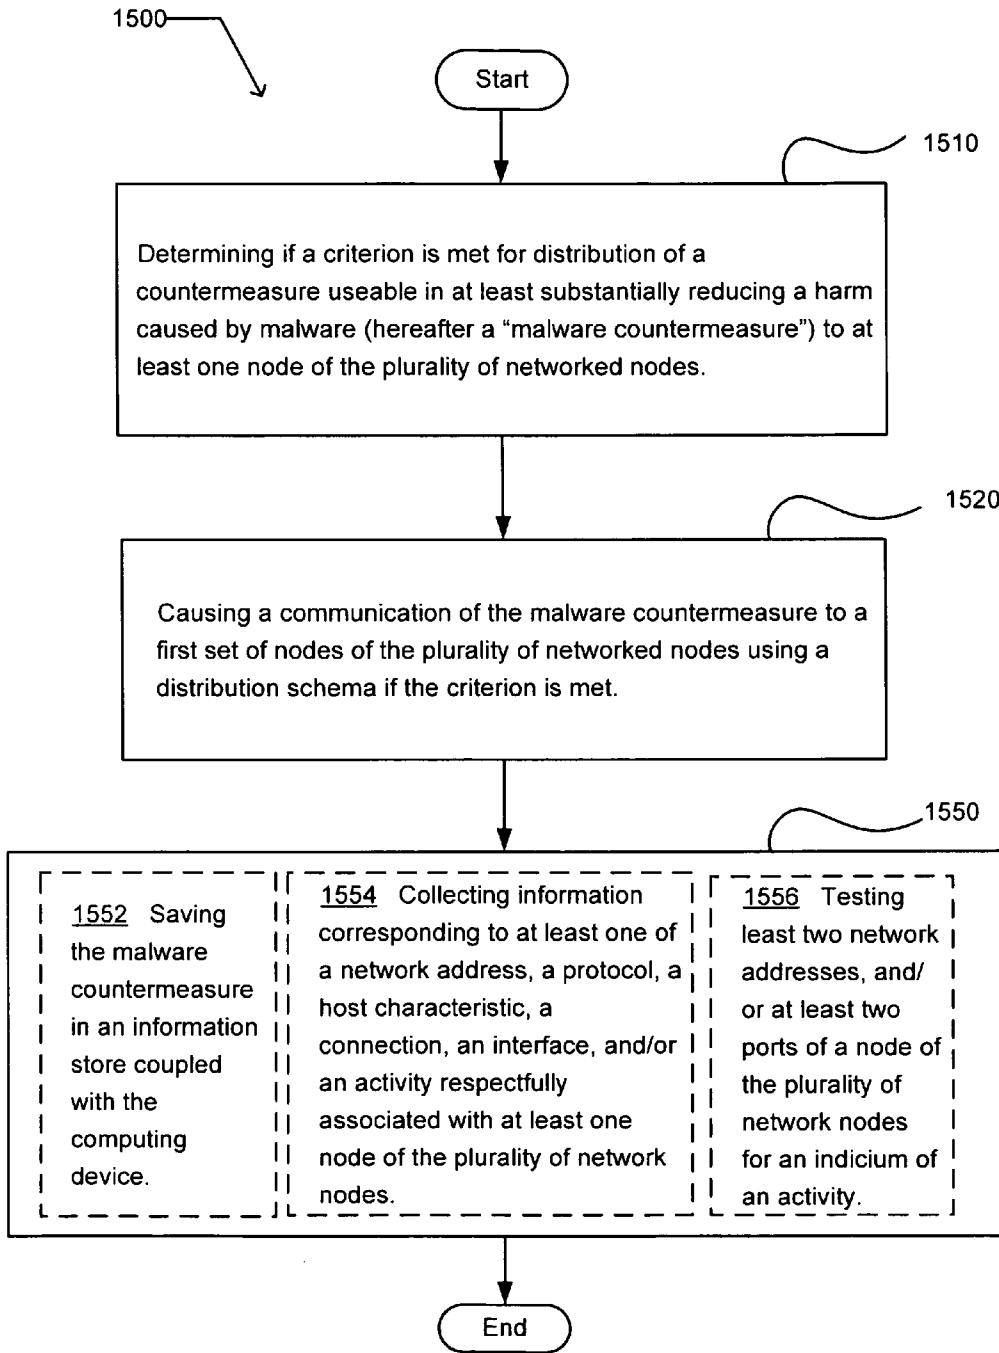 1500
Start
1510
Determining if a criterion is met for distribution of a
countermeasure useable in at least substantially reducing a harm
caused by malware (hereafter a “malware countermeasure”) to at
least one node of the plurality of networked nodes.
1520
Causing a communication of the malware countermeasure to a
first set of nodes of the plurality of networked nodes using a
distribution schema if the criterion is met.
1550
1552 Saving
the malware
countermeasure
in an information
store coupled
with the
computing
device.
1554 Collecting information
corresponding to at least one of
a network address, a protocol, a
host characteristic, a
connection, an interface, and/or
an activity respectfully
associated with at least one
node of the plurality of network
nodes.
1556 Testing
least two network
addresses, and/
or at least two
ports of a node of
the plurality of
network nodes
for an indicium of
an activity.
End